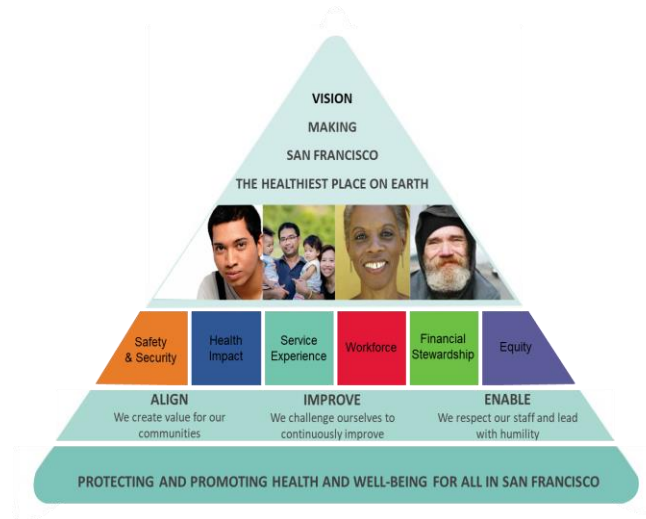 VISION
MAKING
SAN FRANCISCO
THE HEALTHIEST PLACE ON EARTH
Safety
& Security
Health
Impact
Service
Experience
Workforce
Financial
Stewardship
Equity
ALIGN
We create value for our
communities
IMPROVE
We challenge ourselves to
continuously improve
ENABLE
We respect our staff and lead
with humility
PROTECTING AND PROMOTING HEALTH AND WELL-BEING FOR ALL IN SAN FRANCISCO